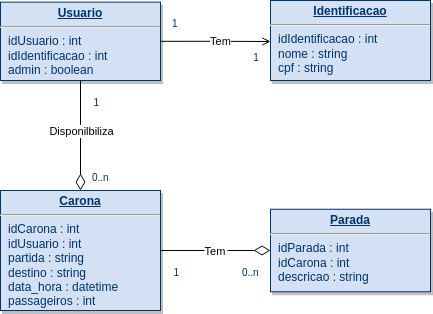 Usuario
idUsuario : int
idIdentificacao : int
admin : boolean
1
Tem
1
Identificacao
idIdentificacao : int
nome : string
cpf : string
1
Disponilbiliza
0..n
Carona
idCarona : int
idUsuario : int
partida : string
destino : string
data_hora : datetime
passageiros : int
1
Tem
0..n
Parada
idParada : int
idCarona : int
descricao : string